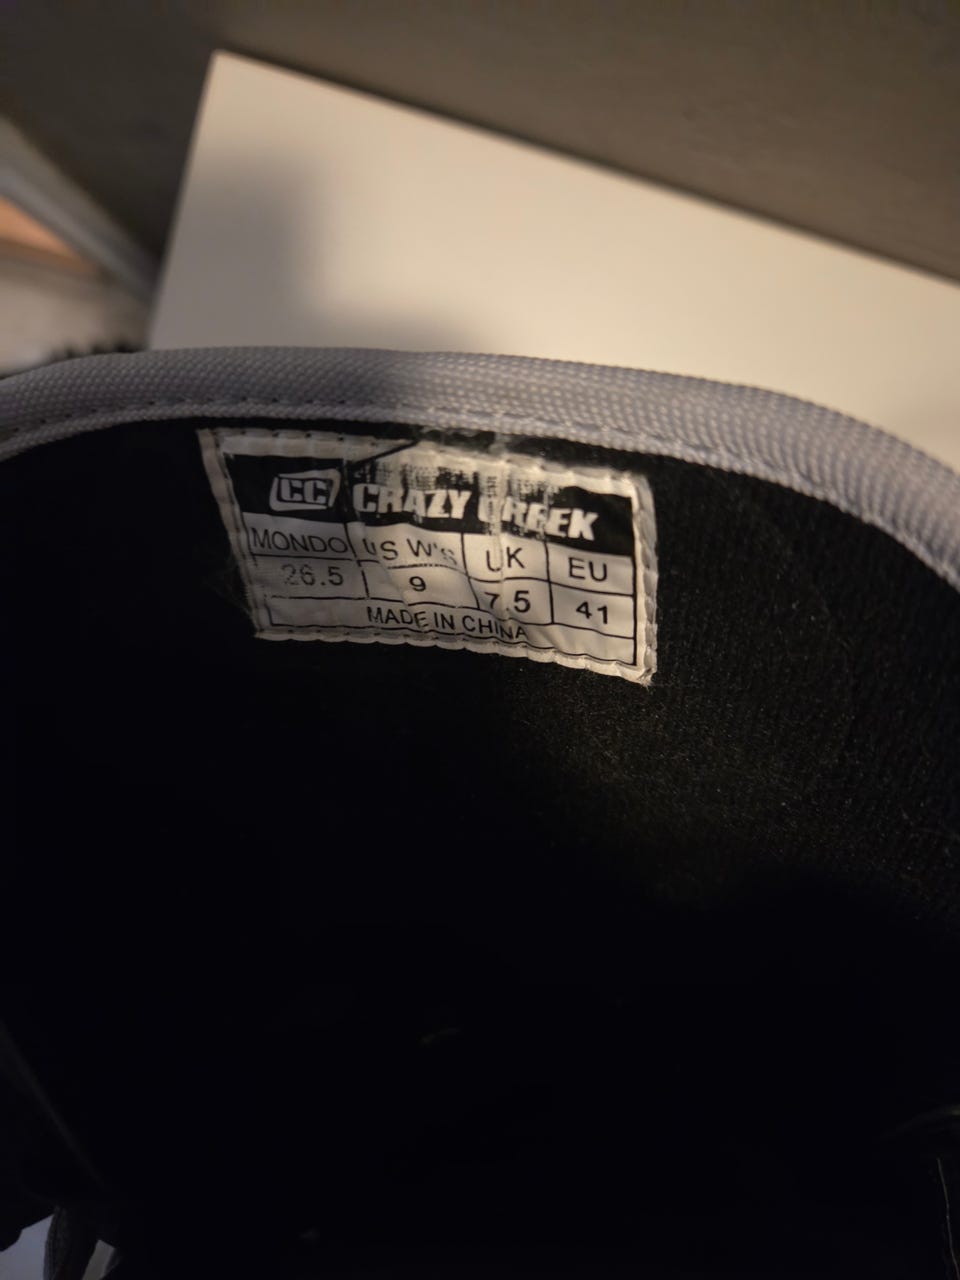 CC CRAZY CREEK
MONDO US W's UK EU
26.5 9 7.5 41
MADE IN CHINA